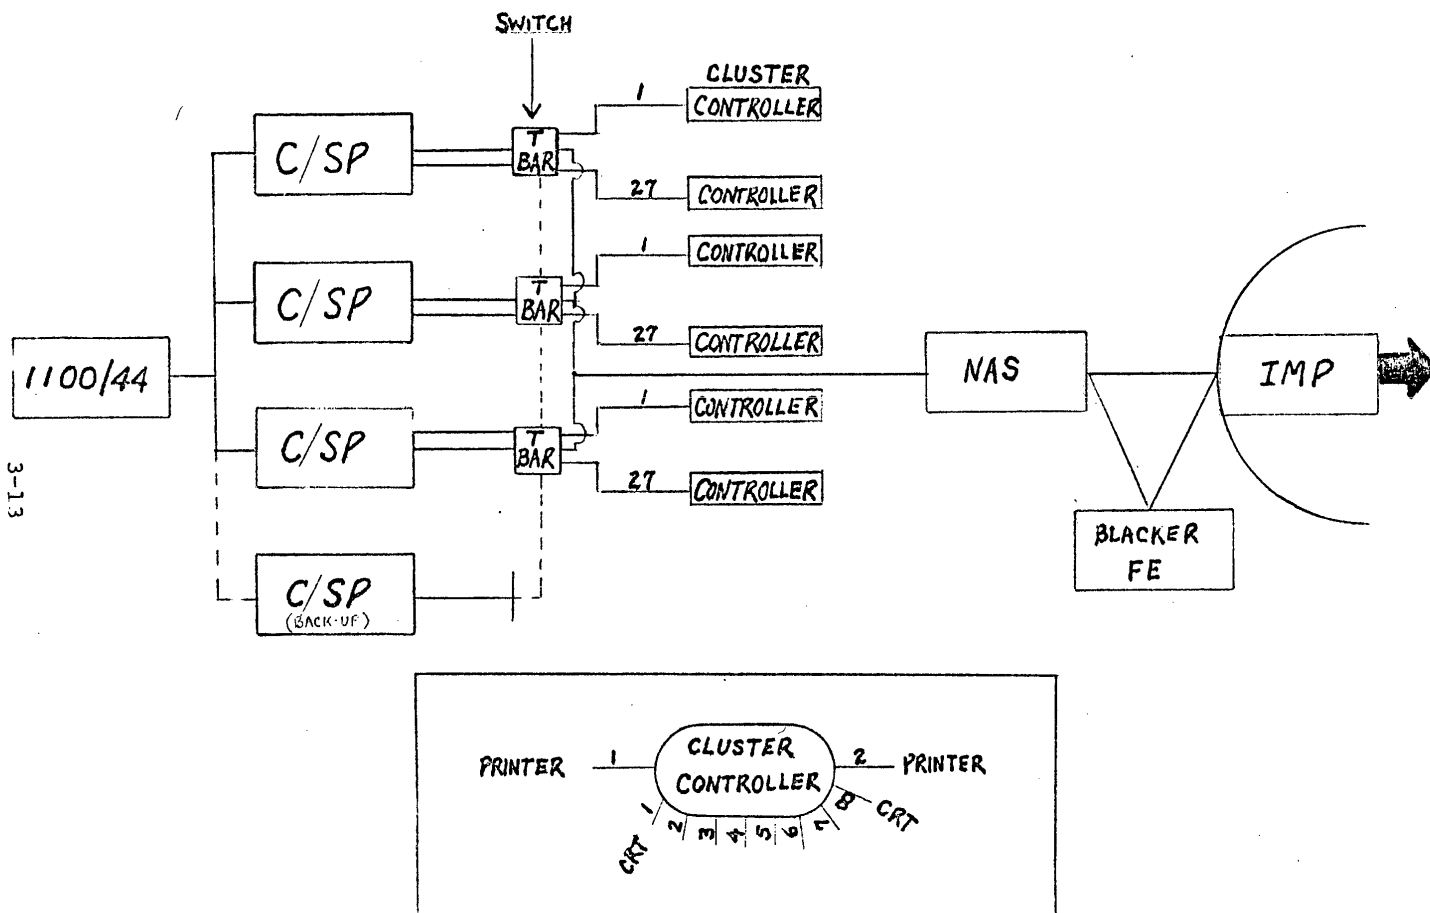 SWITCH
CLUSTER
CONTROLLER
1
C/SP
T
BAR
27
CONTROLLER
1
CONTROLLER
C/SP
T
BAR
27
CONTROLLER
1100/44
NAS
IMP
1
CONTROLLER
C/SP
T
BAR
27
CONTROLLER
3-13
BLACKER
FE
C/SP
(BACK-UP)
CLUSTER
CONTROLLER
PRINTER
1
2
PRINTER
CRT
1
2
3
4
5
6
7
8
CRT